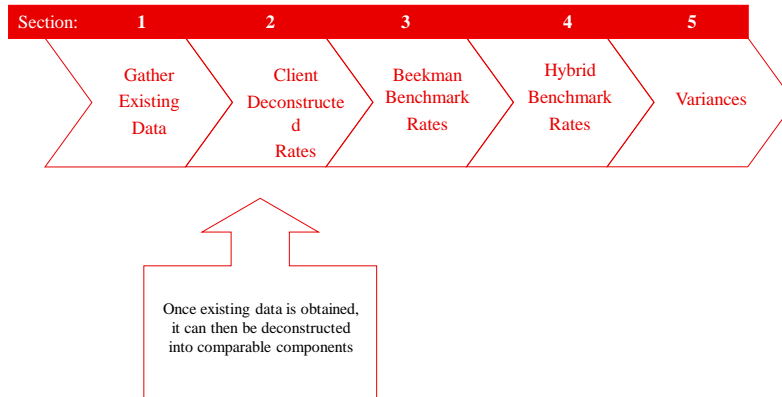 Section: 1 2 3 4 5
Gather
Existing
Data
Client
Deconstructe
d
Rates
Beekman
Benchmark
Rates
Hybrid
Benchmark
Rates
Variances
Once existing data is obtained,
it can then be deconstructed
into comparable components